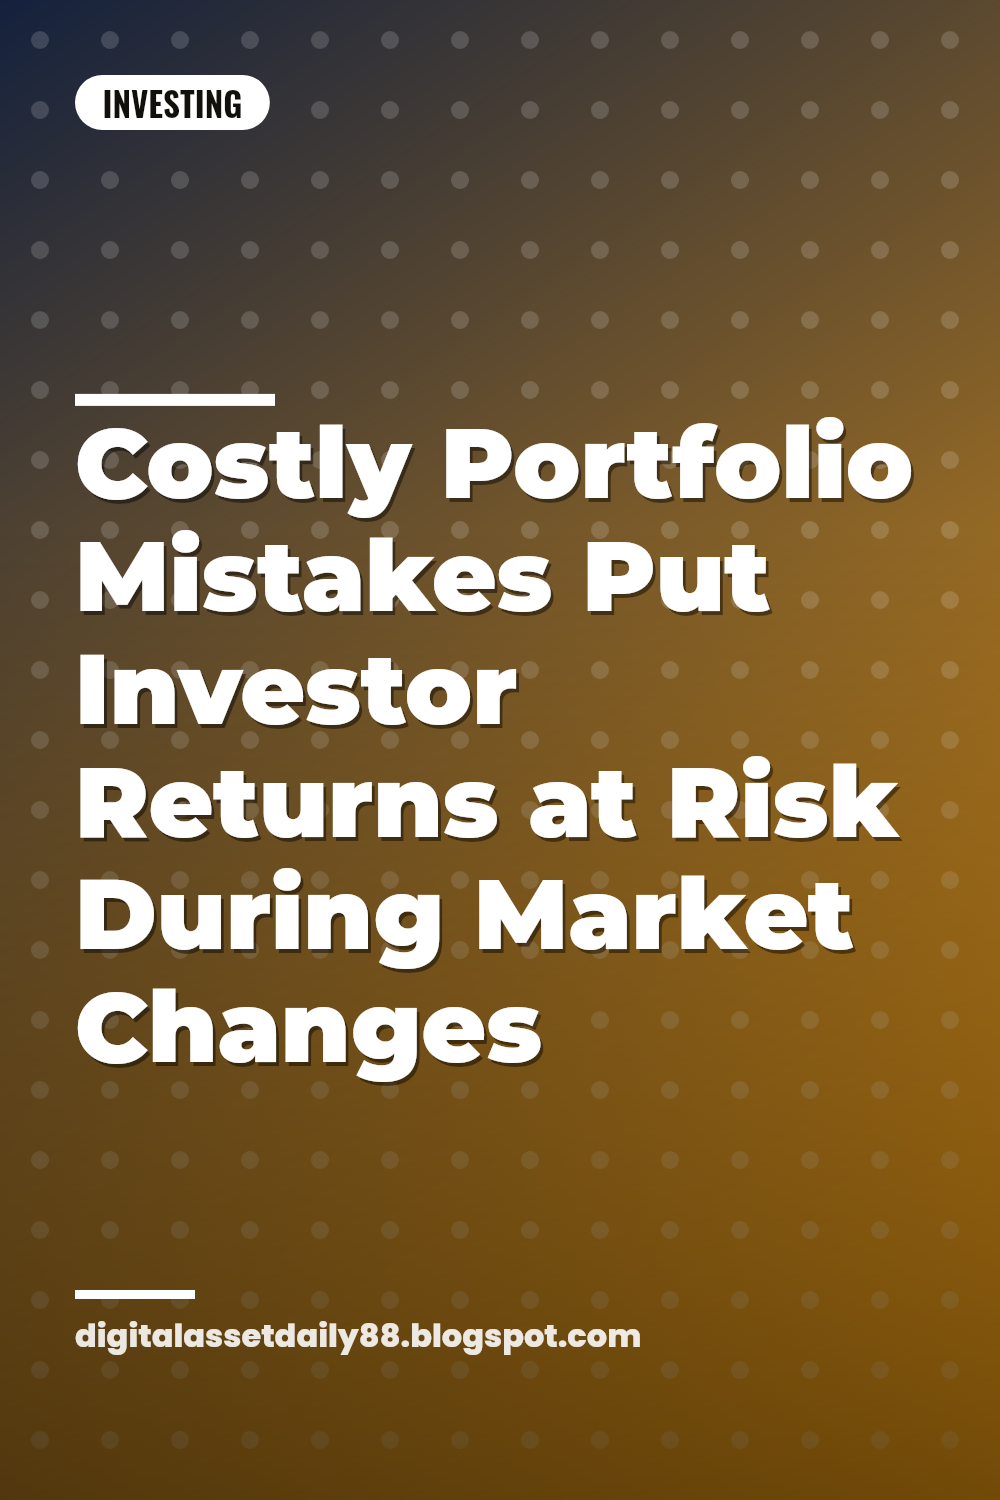 INVESTING
Costly Portfolio
Mistakes Put
Investor
Returns at Risk
During Market
Changes
digitalassetdaily88.blogspot.com